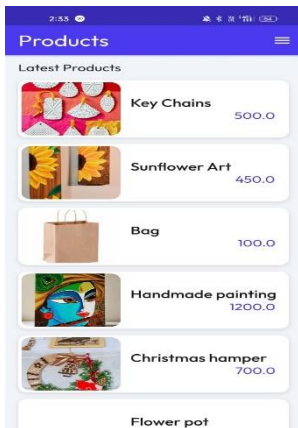 2:33
Products
Latest Products
Key Chains
500.0
Sunflower Art
450.0
Bag
100.0
Handmade painting
1200.0
Christmas hamper
700.0
Flower pot